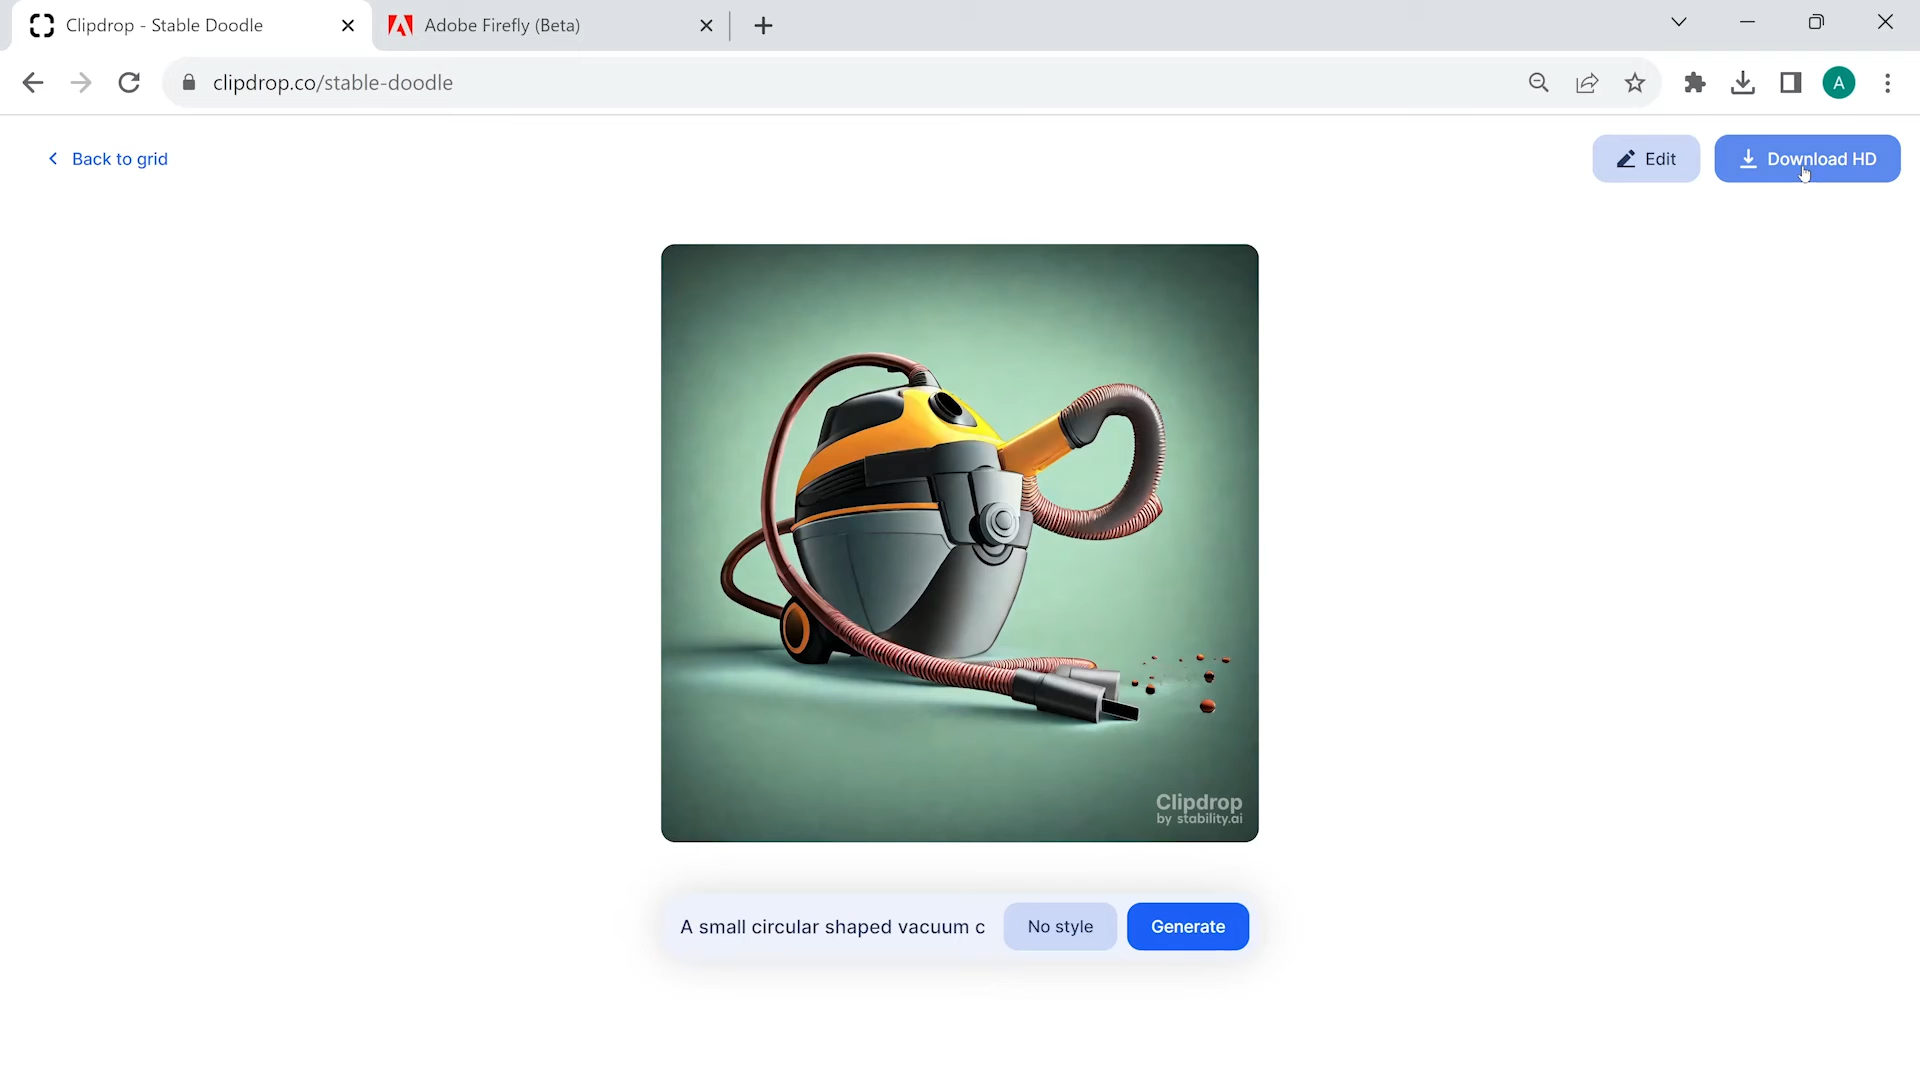 Clipdrop - Stable Doodle
Adobe Firefly (Beta)
clipdrop.co/stable-doodle
A
Back to grid
Edit
Download HD
Clipdrop
by stability.ai
A small circular shaped vacuum c
No style
Generate